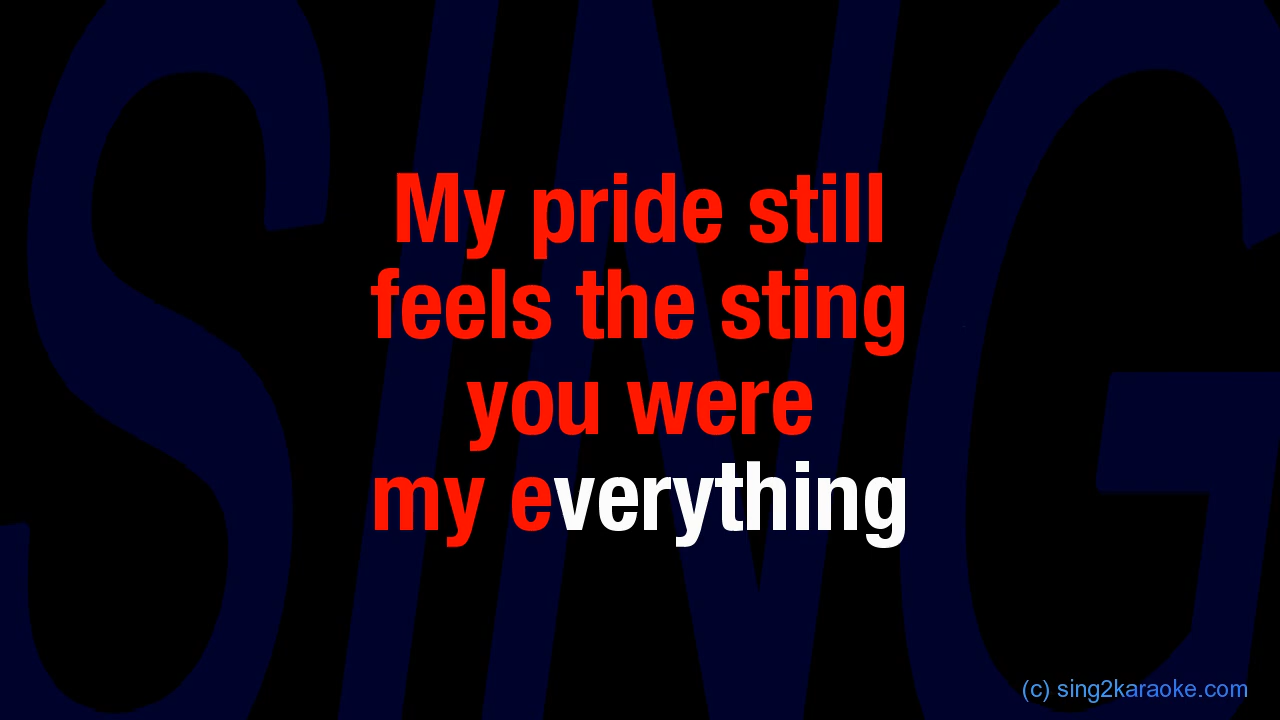 SING
My pride still
feels the sting
you were
my everything
(c) sing2karaoke.com